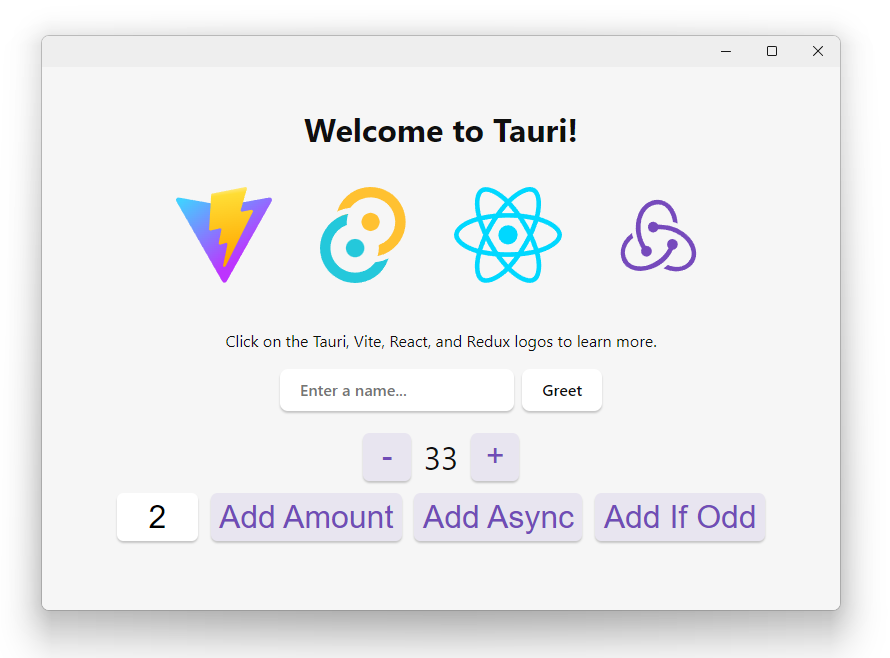 Welcome to Tauri!
Click on the Tauri, Vite, React, and Redux logos to learn more.
Enter a name... Greet
- 33 +
2 Add Amount Add Async Add If Odd